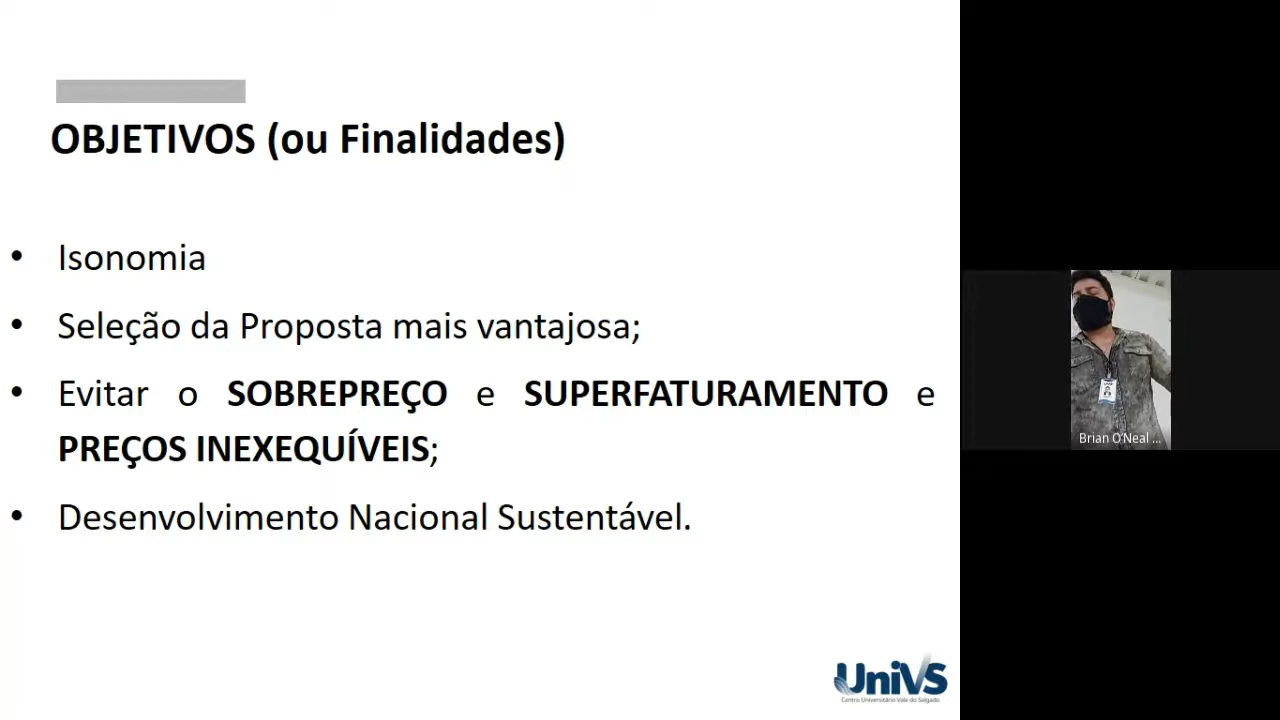 OBJETIVOS (ou Finalidades)
• Isonomia
• Seleção da Proposta mais vantajosa;
• Evitar o SOBREPREÇO e SUPERFATURAMENTO e
PREÇOS INEXEQUÍVEIS;
• Desenvolvimento Nacional Sustentável.
Brian O'Neal ...
UniVS
Centro Universitário Vale do Salgado